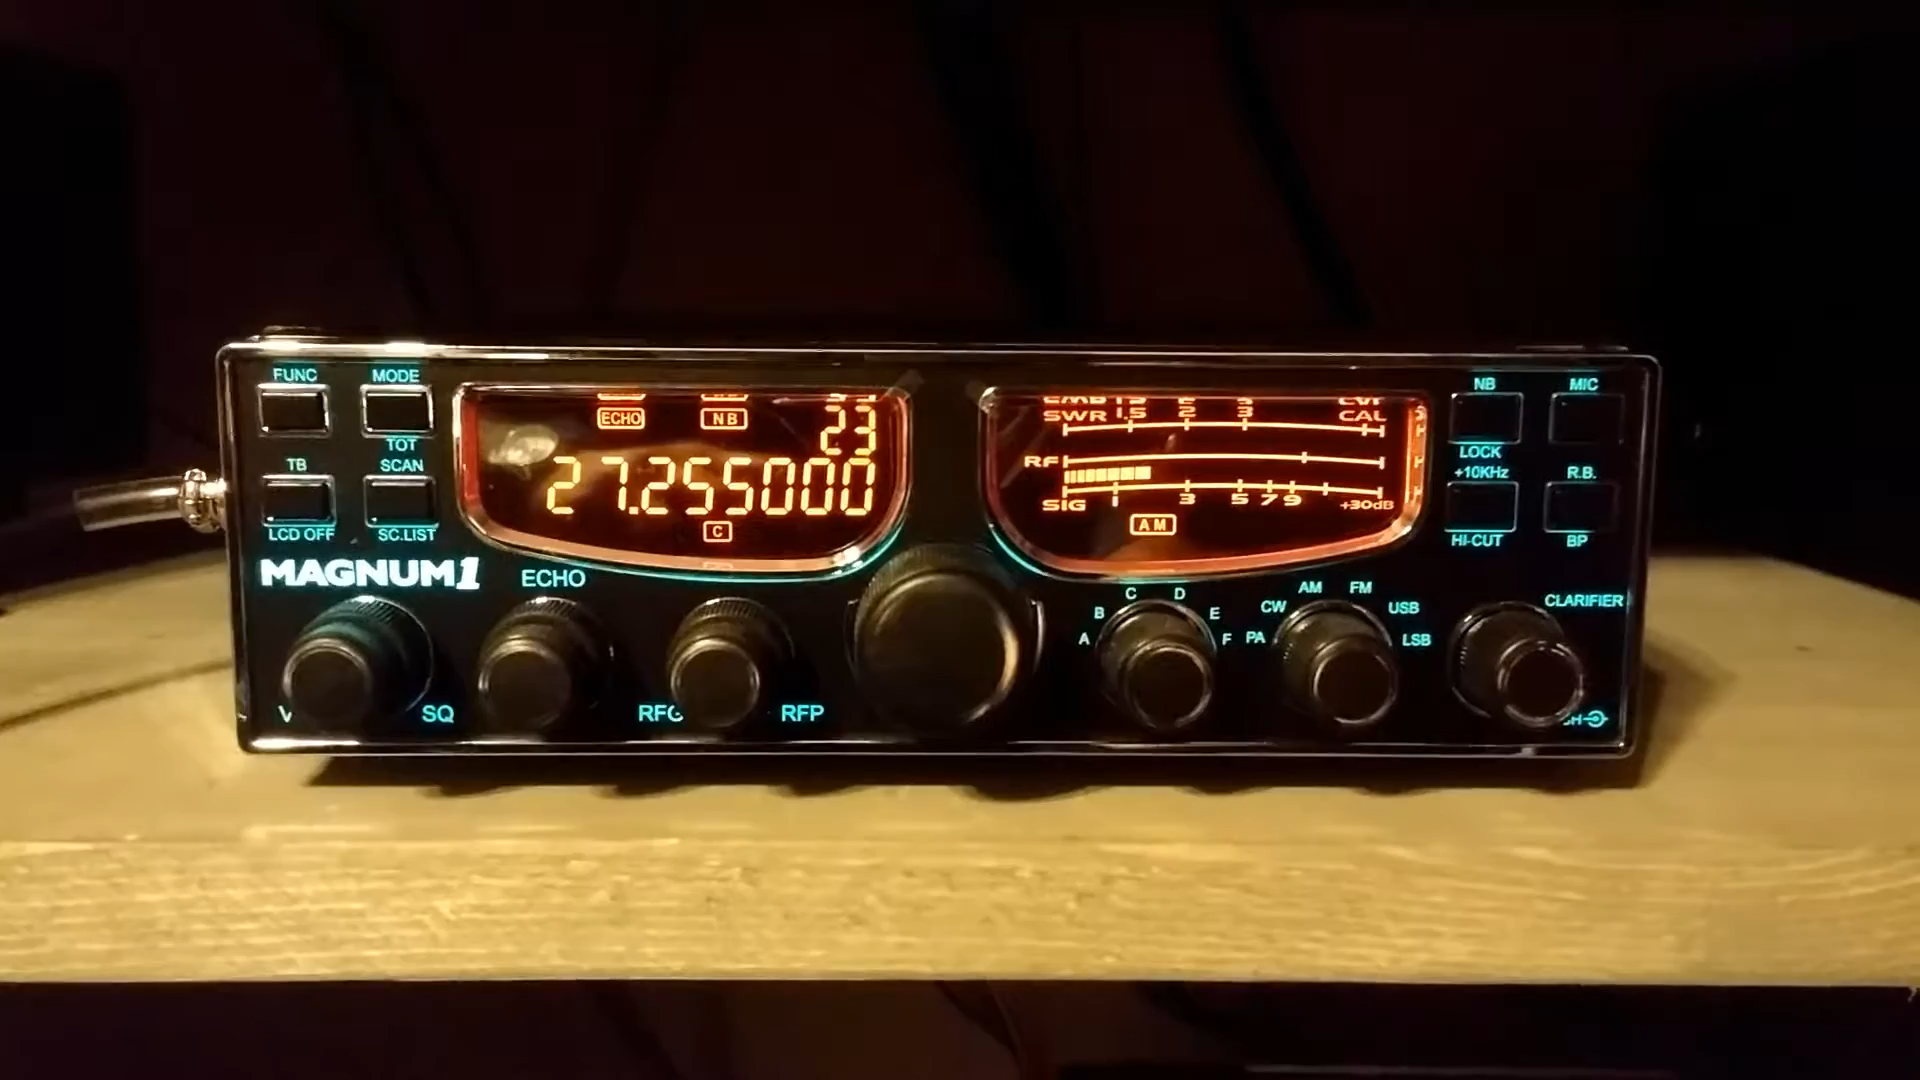 FUNC MODE
TOT
TB SCAN
LCD OFF SC.LIST
MAGNUM1
ECHO NB
23
27.255000
C
SWR 1.5 2 3 CAL
RF
SIG 3 5 7 9 +30dB
AM
NB MIC
LOCK
+10KHz R.B.
HI-CUT BP
ECHO
SQ
RFG RFP
A B C D E F
PA CW AM FM USB LSB
CLARIFIER